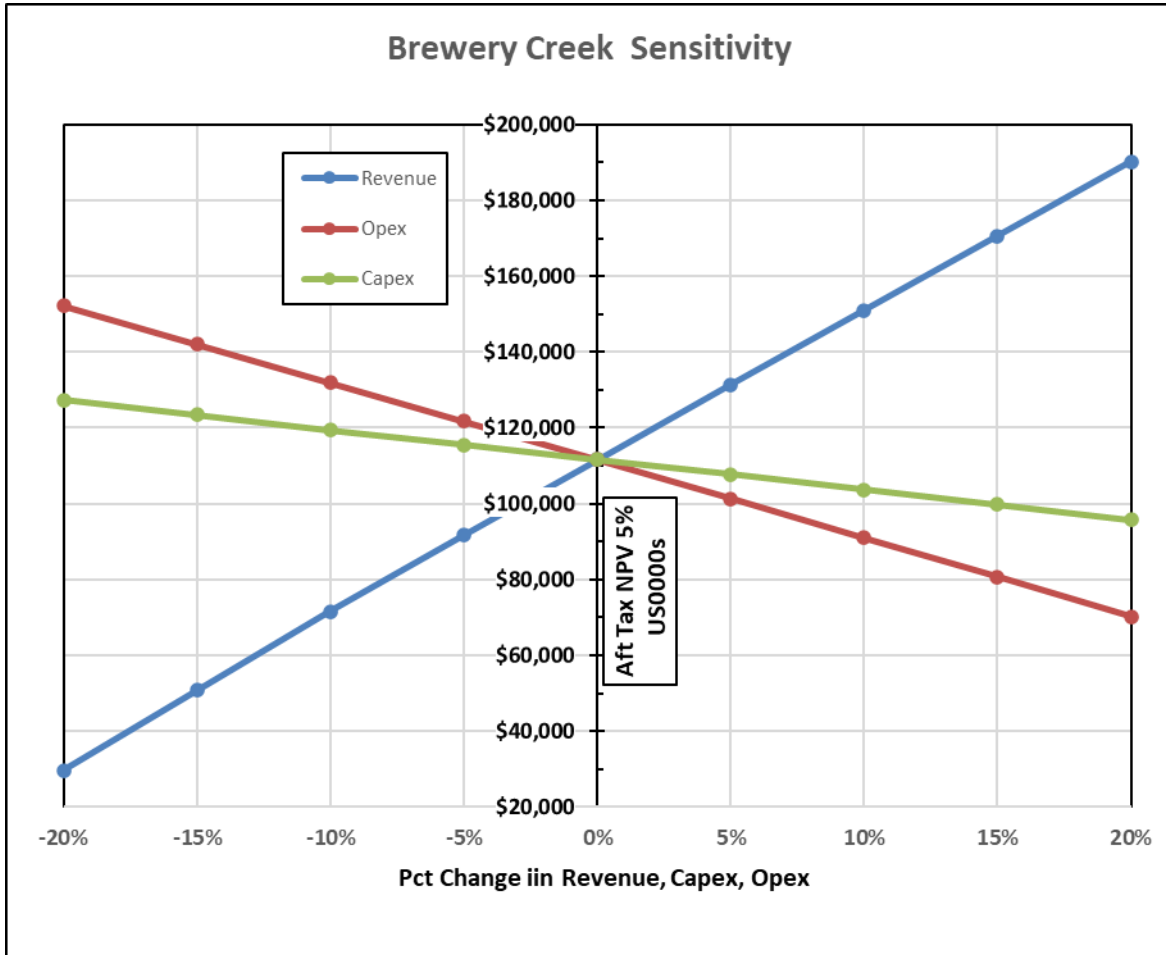 Brewery Creek Sensitivity
$200,000
$180,000
$160,000
$140,000
$120,000
$100,000
$80,000
$60,000
$40,000
$20,000
Revenue
Opex
Capex
Aft Tax NPV 5%
US0000s
-20% -15% -10% -5% 0% 5% 10% 15% 20%
Pct Change iin Revenue, Capex, Opex